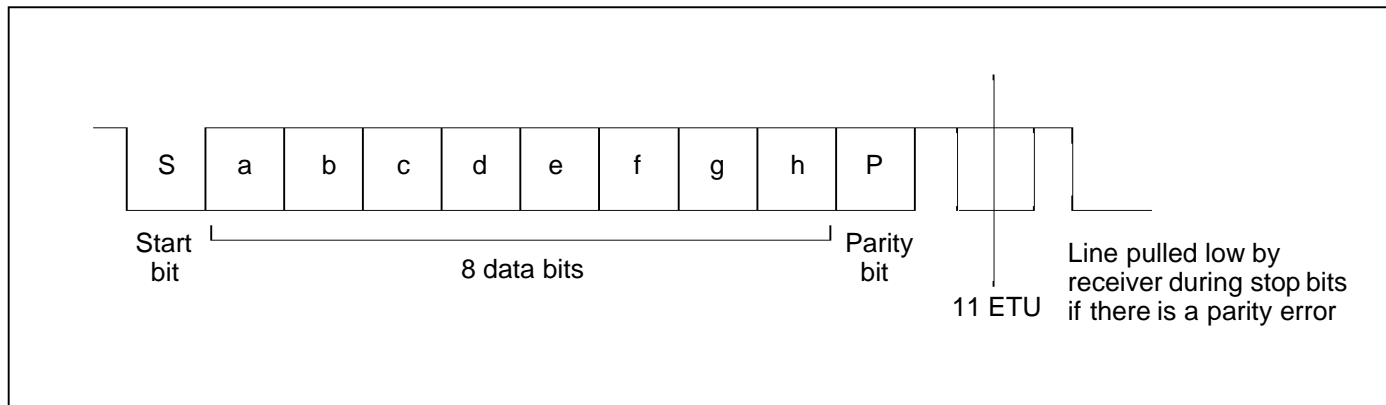 S a b c d e f g h P
Start
bit
8 data bits
Parity
bit
11 ETU
Line pulled low by
receiver during stop bits
if there is a parity error